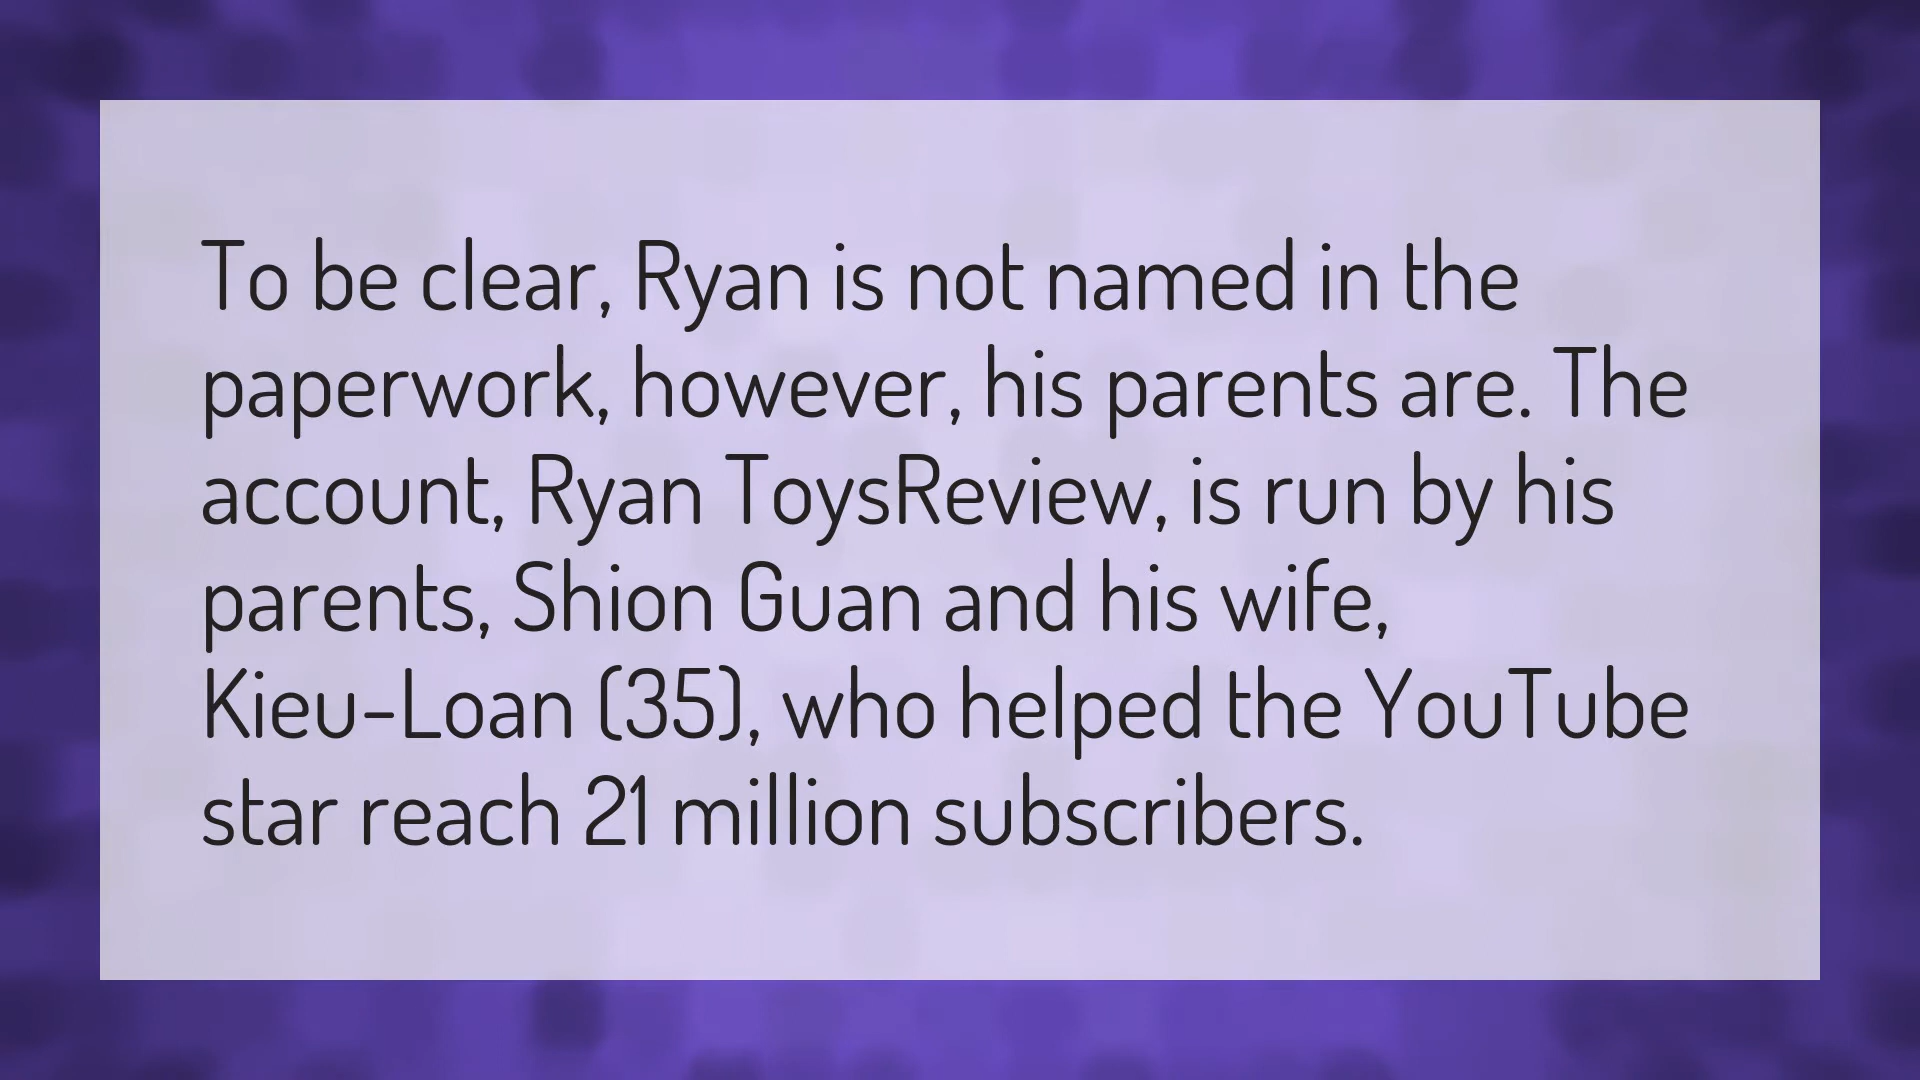 To be clear, Ryan is not named in the
paperwork, however, his parents are. The
account, Ryan ToysReview, is run by his
parents, Shion Guan and his wife,
Kieu-Loan (35), who helped the YouTube
star reach 21 million subscribers.